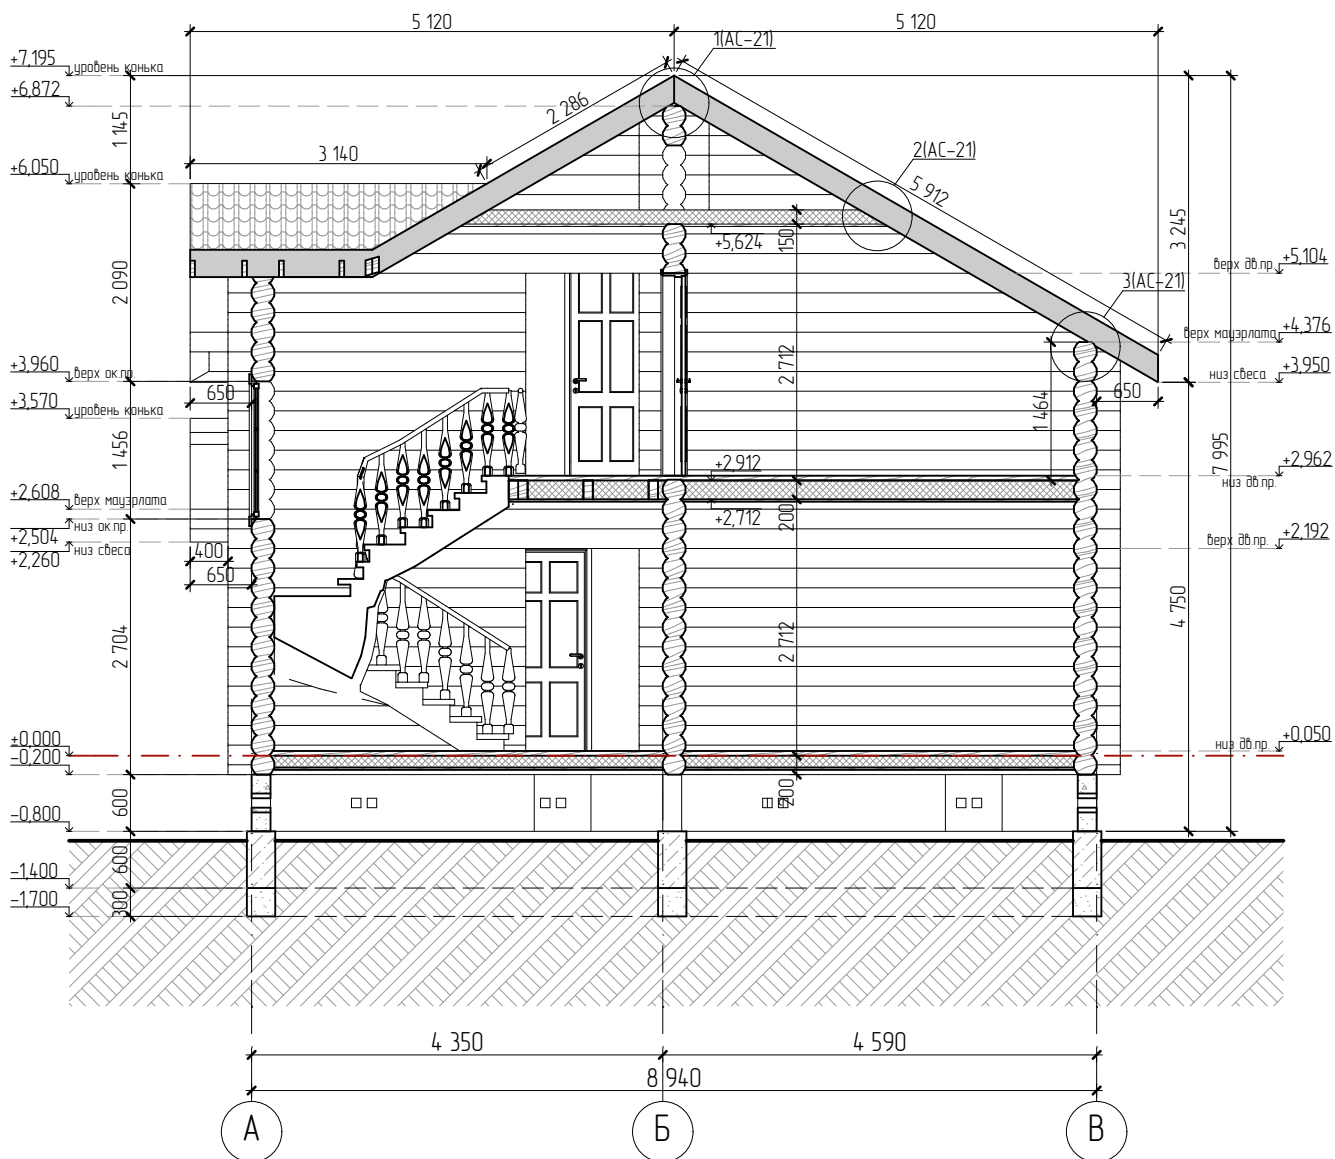 5 120
5 120
1(АС-21)
+7,195
уровень конька
+6,872
1 145
2 286
3 140
2(АС-21)
5 912
+6,050
уровень конька
+5,624
150
3 245
верх дв.пр.
+5,104
2 090
3(АС-21)
верх мауэрлата
+4,376
+3,960
верх ок.пр.
2 712
низ свеса
+3,950
650
650
+3,570
уровень конька
1 464
1 456
7 995
+2,912
+2,962
низ дв.пр.
+2,608
верх мауэрлата
+2,712
200
низ ок.пр.
+2,504
низ свеса
+2,260
400
650
верх дв.пр.
+2,192
4 750
2 704
2 712
+0,000
-0,200
низ дв.пр.
+0,050
600
200
-0,800
600
-1,400
300
-1,700
4 350
4 590
8 940
А
Б
В